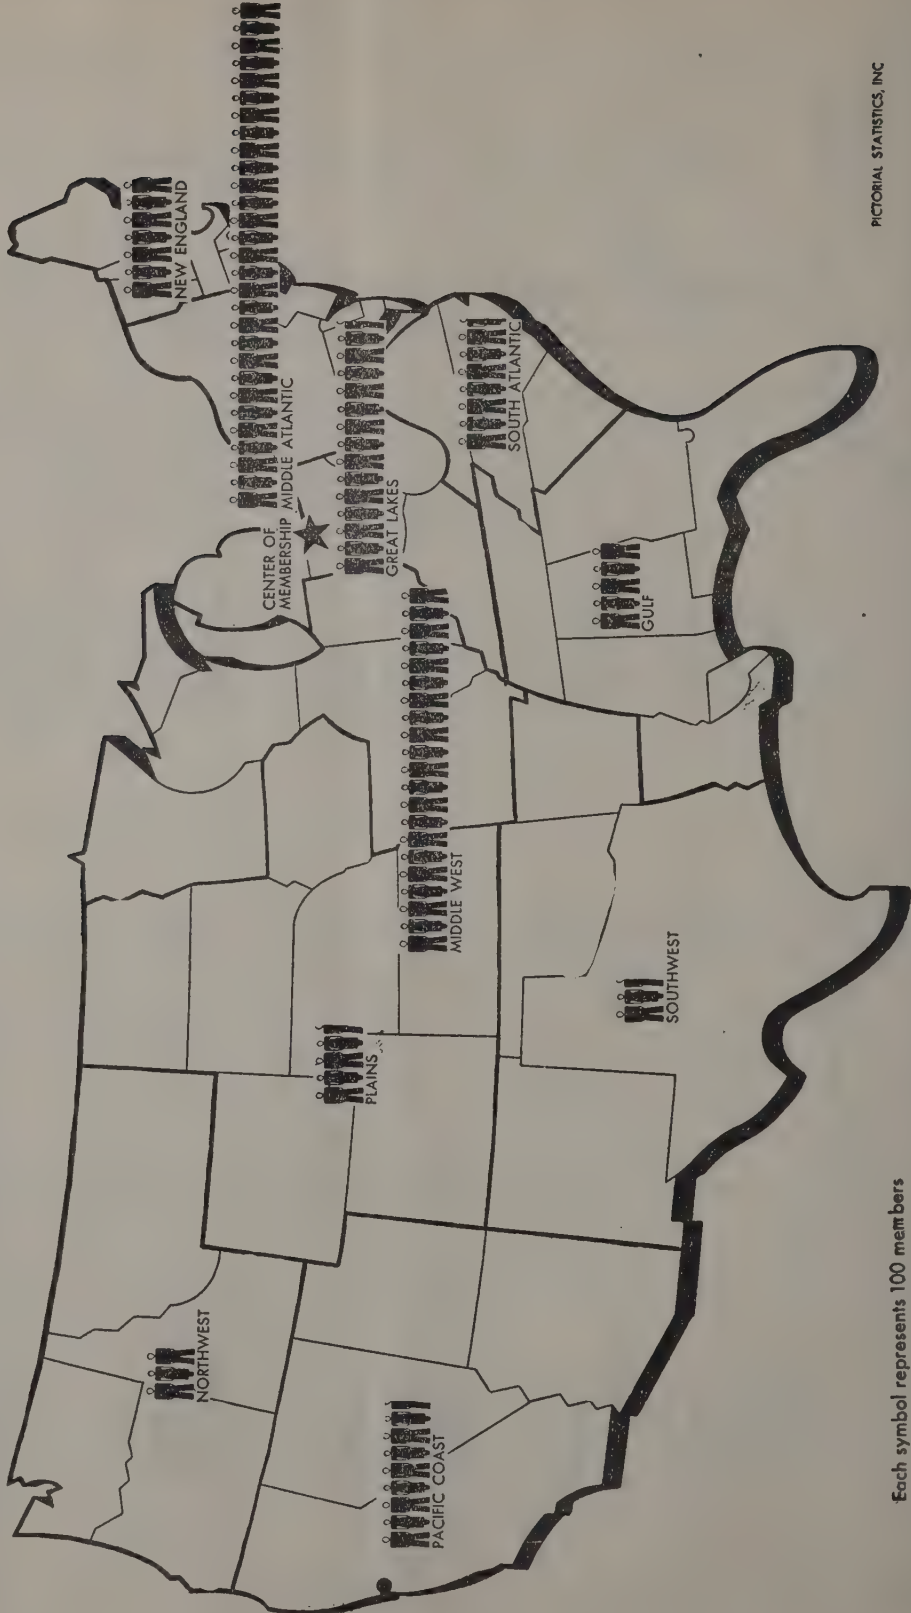 NEW ENGLAND
CENTER OF
MEMBERSHIP
MIDDLE ATLANTIC
GREAT LAKES
SOUTH ATLANTIC
GULF
MIDDLE WEST
SOUTHWEST
PLAINS
NORTHWEST
PACIFIC COAST
Each symbol represents 100 members
PICTORIAL STATISTICS, INC